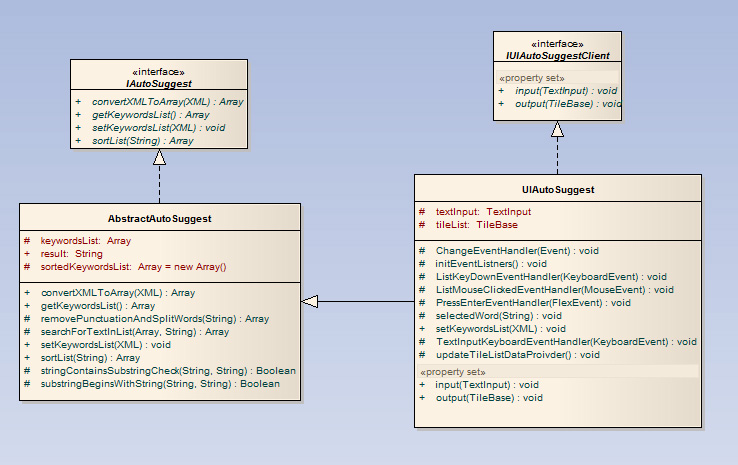 «interface»
IAutoSuggest
+ convertXMLToArray(XML) : Array
+ getKeywordsList() : Array
+ setKeywordsList(XML) : void
+ sortList(String) : Array
«interface»
IUIAutoSuggestClient
«property set»
+ input(TextInput) : void
+ output(TileBase) : void
AbstractAutoSuggest
# keywordsList: Array
+ result: String
# sortedKeywordsList: Array = new Array()
+ convertXMLToArray(XML) : Array
+ getKeywordsList() : Array
# removePunctuationAndSplitWords(String) : Array
# searchForTextInList(Array, String) : Array
+ setKeywordsList(XML) : void
+ sortList(String) : Array
# stringContainsSubstringCheck(String, String) : Boolean
# substringBeginsWithString(String, String) : Boolean
UIAutoSuggest
# textInput: TextInput
# tileList: TileBase
# ChangeEventHandler(Event) : void
# initEventListners() : void
# ListKeyDownEventHandler(KeyboardEvent) : void
# ListMouseClickedEventHandler(MouseEvent) : void
# PressEnterEventHandler(FlexEvent) : void
# selectedWord(String) : void
+ setKeywordsList(XML) : void
# TextInputKeyboardEventHandler(KeyboardEvent) : void
# updateTileListDataProivder() : void
«property set»
+ input(TextInput) : void
+ output(TileBase) : void